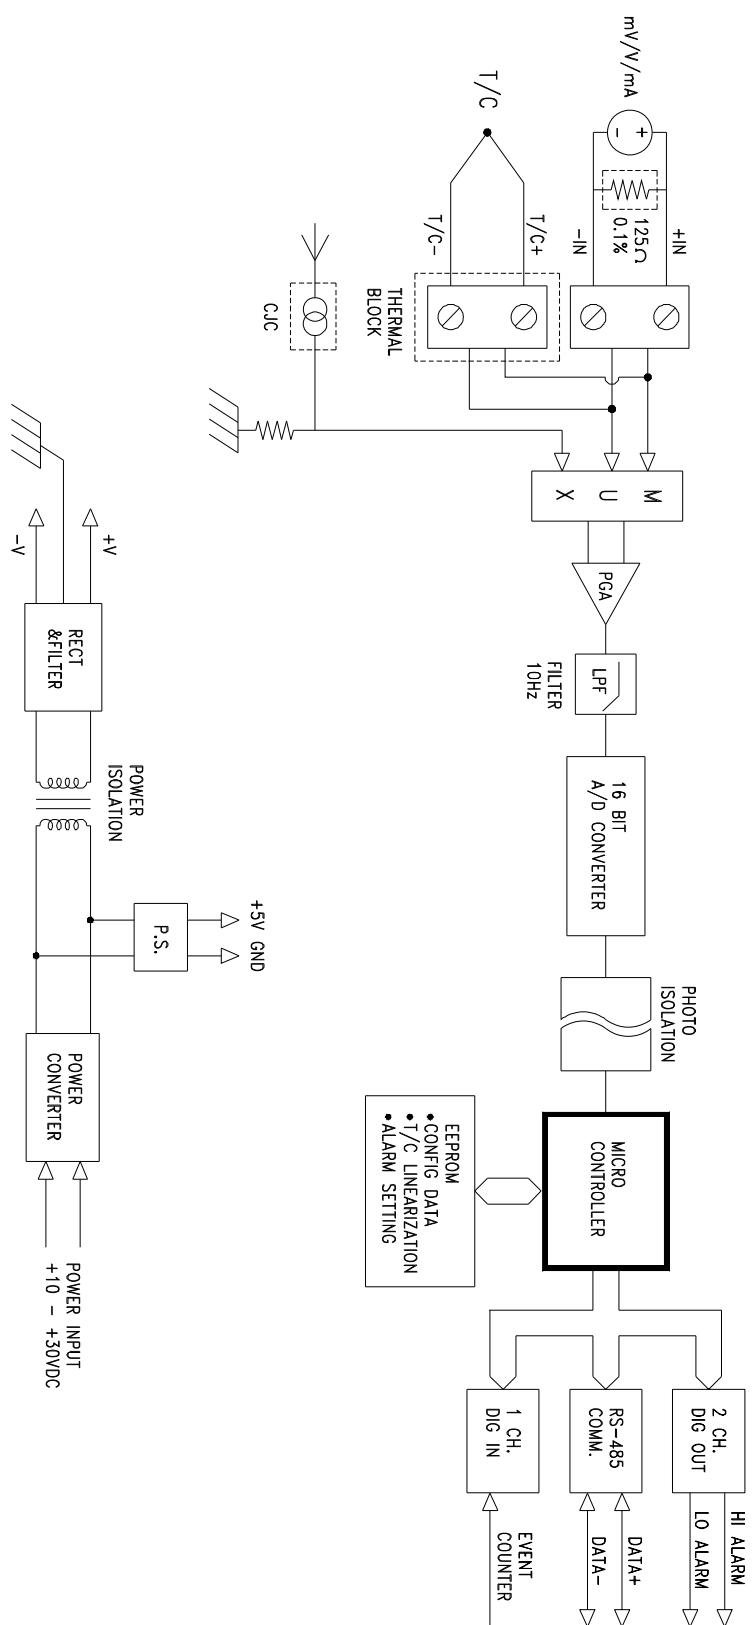 mV/V/mA
+
-
125Ω
0.1%
+IN
-IN
T/C
T/C+
T/C-
THERMAL
BLOCK
CJC
M
U
X
PGA
LPF
FILTER
10Hz
16 BIT
A/D CONVERTER
PHOTO
ISOLATION
MICRO
CONTROLLER
EEPROM
• CONFIG DATA
• T/C LINEARIZATION
• ALARM SETTING
2 CH.
DIG OUT
HI ALARM
LO ALARM
RS-485
COMM.
DATA+
DATA-
1 CH.
DIG IN
EVENT
COUNTER
+V
-V
RECT
&FILTER
POWER
ISOLATION
+5V GND
P.S.
POWER
CONVERTER
POWER INPUT
+10 - +30VDC